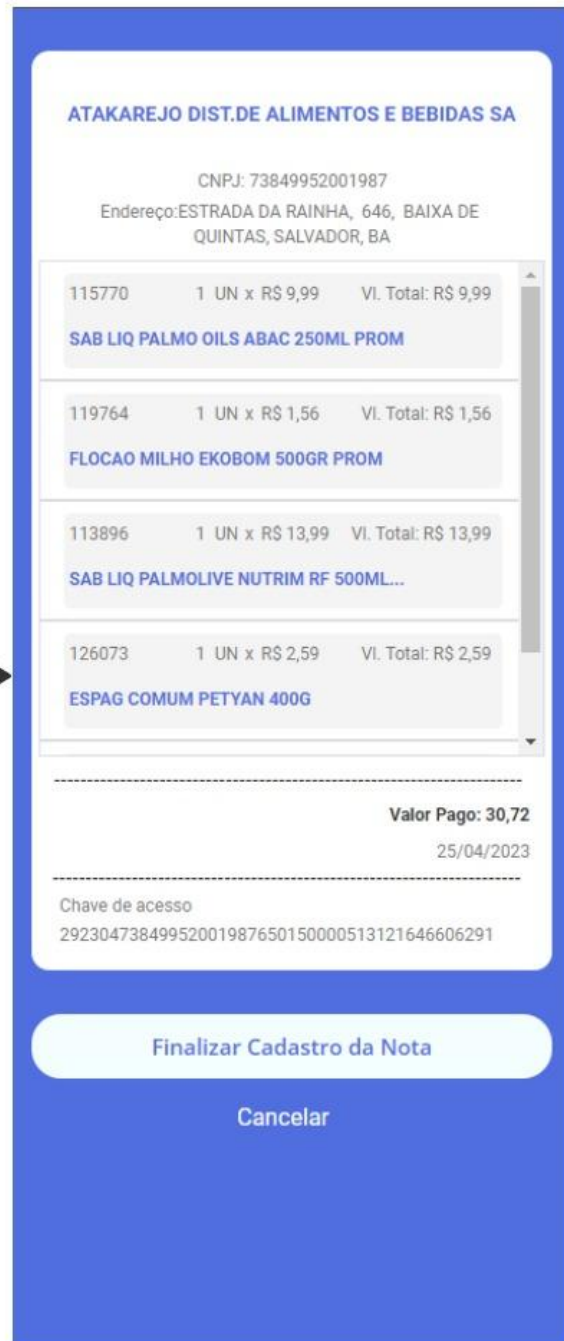 ATAKAREJO DIST.DE ALIMENTOS E BEBIDAS SA
CNPJ: 73849952001987
Endereço:ESTRADA DA RAINHA, 646, BAIXA DE
QUINTAS, SALVADOR, BA
115770 1 UN x R$ 9,99 Vl. Total: R$ 9,99
SAB LIQ PALMO OILS ABAC 250ML PROM
119764 1 UN x R$ 1,56 Vl. Total: R$ 1,56
FLOCAO MILHO EKOBOM 500GR PROM
113896 1 UN x R$ 13,99 Vl. Total: R$ 13,99
SAB LIQ PALMOLIVE NUTRIM RF 500ML...
126073 1 UN x R$ 2,59 Vl. Total: R$ 2,59
ESPAG COMUM PETYAN 400G
Valor Pago: 30,72
25/04/2023
Chave de acesso
29230473849952001987650150000513121646606291
Finalizar Cadastro da Nota
Cancelar